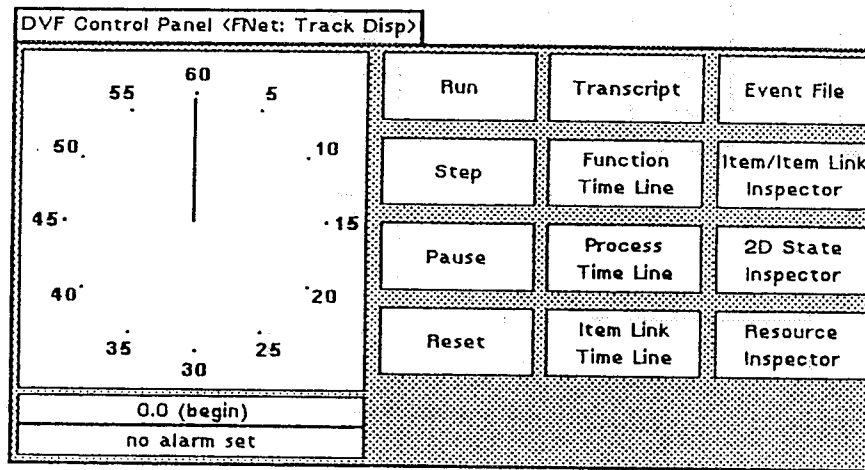 DVF Control Panel <FNet: Track Disp>
60
55
5
50
10
45
15
40
20
35
25
30
0.0 (begin)
no alarm set
Run
Transcript
Event File
Step
Function
Time Line
Item/Item Link
Inspector
Pause
Process
Time Line
2D State
Inspector
Reset
Item Link
Time Line
Resource
Inspector